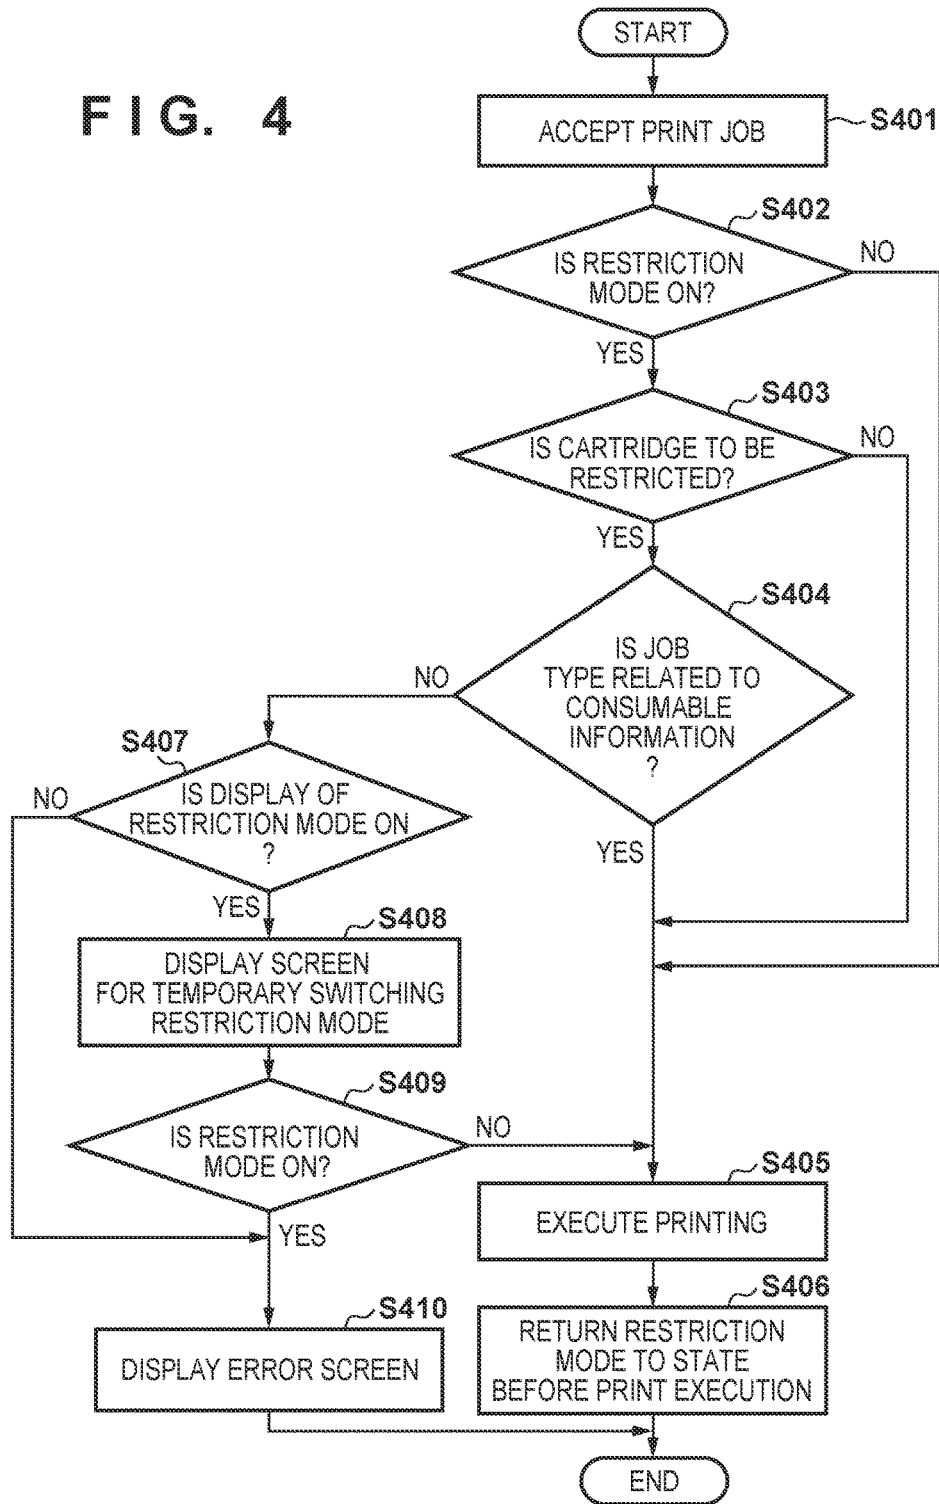 START
FIG. 4
ACCEPT PRINT JOB
S401
S402
IS RESTRICTION
MODE ON?
NO
YES
S403
IS CARTRIDGE TO BE
RESTRICTED?
NO
YES
S404
IS JOB
TYPE RELATED TO
CONSUMABLE
INFORMATION
?
NO
YES
S407
IS DISPLAY OF
RESTRICTION MODE ON
?
NO
YES
S408
DISPLAY SCREEN
FOR TEMPORARY SWITCHING
RESTRICTION MODE
S409
IS RESTRICTION
MODE ON?
NO
YES
S405
EXECUTE PRINTING
S406
RETURN RESTRICTION
MODE TO STATE
BEFORE PRINT EXECUTION
S410
DISPLAY ERROR SCREEN
END